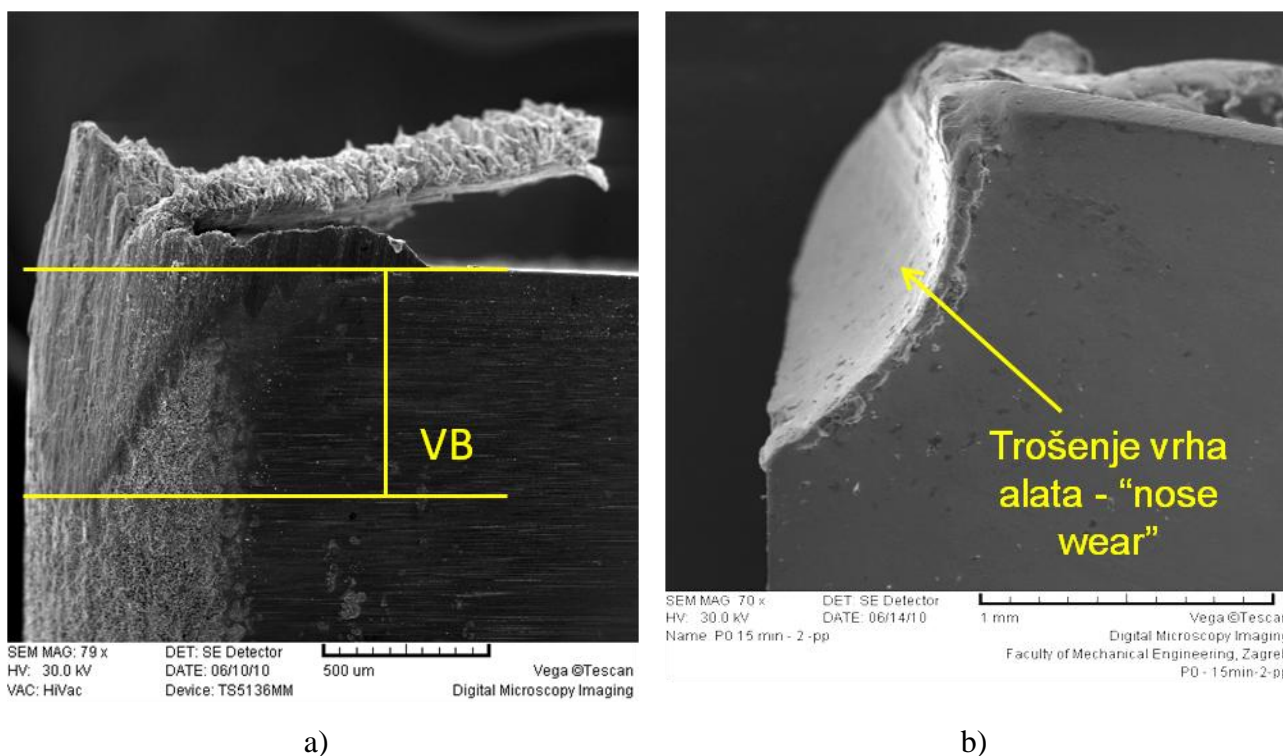 VB
SEM MAG: 79 x DET: SE Detector
HV: 30.0 kV DATE: 06/10/10 500 um Vega ©Tescan
VAC: HiVac Device: TS5136MM Digital Microscopy Imaging
a)
Trošenje vrha
alata - “nose
wear”
SEM MAG 70 x DET: SE Detector
HV: 30.0 kV DATE: 06/14/10 1 mm Vega ©Tescan
Name: P0 15 min - 2 -pp Digital Microscopy Imaging
Faculty of Mechanical Engineering, Zagreb
P0 - 15min-2-pp
b)